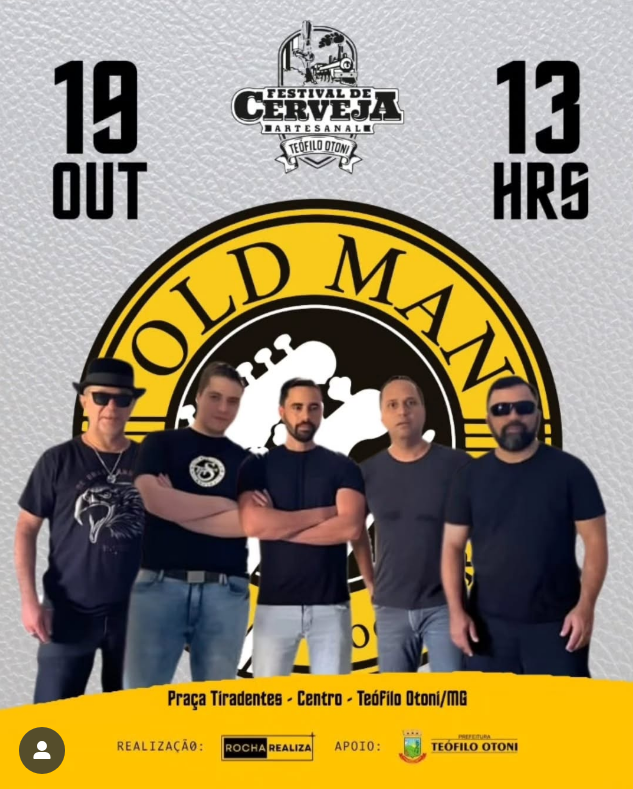 19
OUT
FESTIVAL DE
CERVEJA
ARTESANAL
TEÓFILO OTONI
13
HRS
OLD MAN
Praça Tiradentes - Centro - Teófilo Otoni/MG
REALIZAÇÃO:
ROCHA REALIZA
APOIO:
PREFEITURA
TEÓFILO OTONI